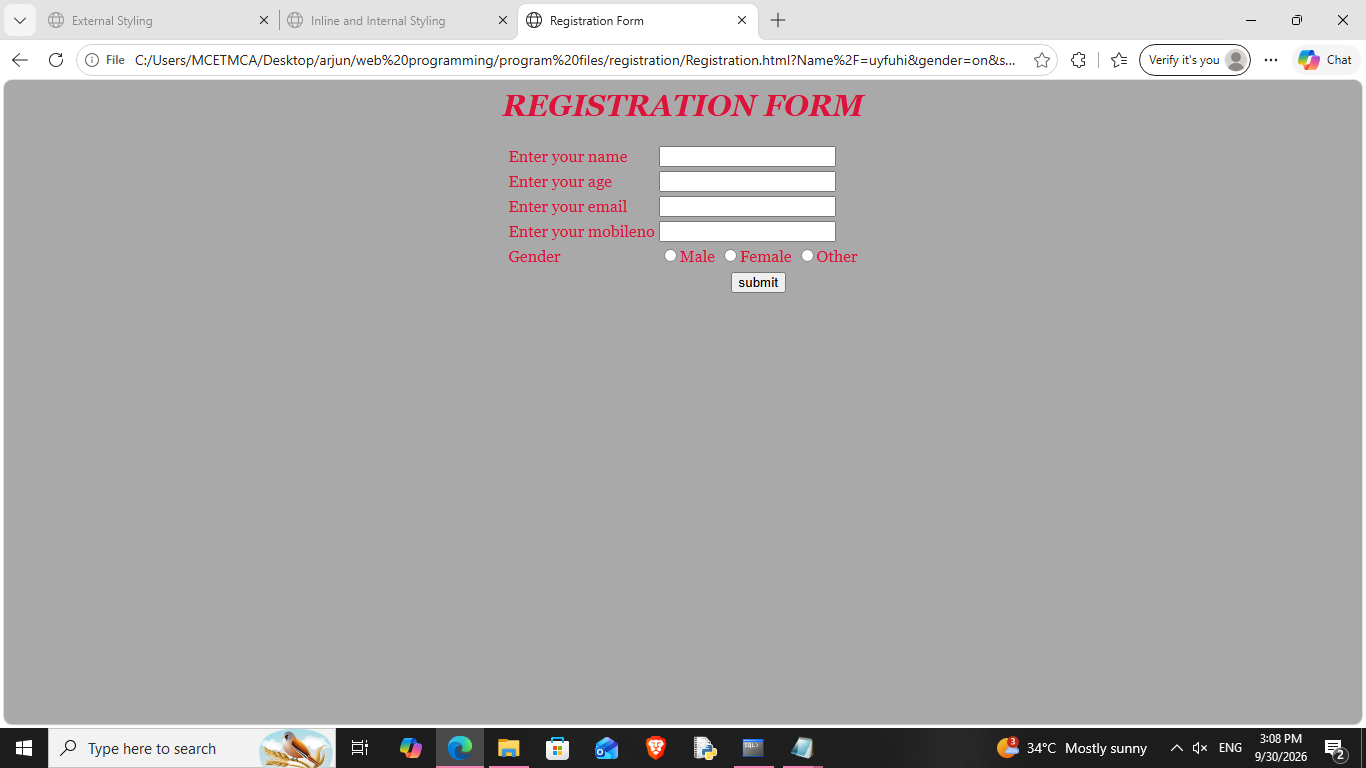 External Styling
Inline and Internal Styling
Registration Form
File C:/Users/MCETMCA/Desktop/arjun/web%20programming/program%20files/registration/Registration.html?Name%2F=uyfuhi&gender=on&s...
Verify it's you
Chat
REGISTRATION FORM
Enter your name
Enter your age
Enter your email
Enter your mobileno
Gender Male Female Other
submit
Type here to search
SQL>
3
34°C Mostly sunny
ENG
3:08 PM
9/30/2026
2